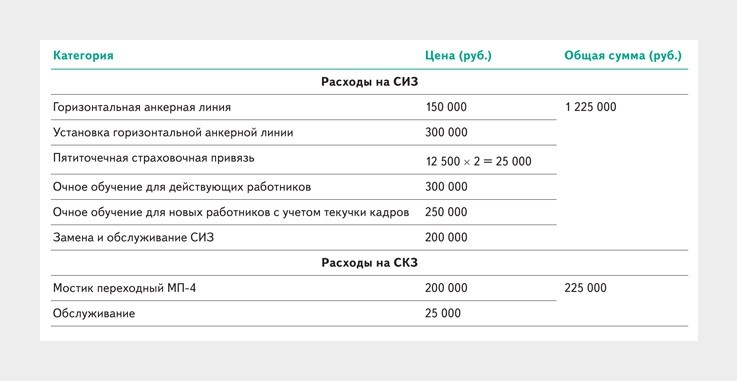 Категория Цена (руб.) Общая сумма (руб.)
Расходы на СИЗ
Горизонтальная анкерная линия 150 000 1 225 000
Установка горизонтальной анкерной линии 300 000
Пятиточечная страховочная привязь 12 500 × 2 = 25 000
Очное обучение для действующих работников 300 000
Очное обучение для новых работников с учетом текучки кадров 250 000
Замена и обслуживание СИЗ 200 000
Расходы на СКЗ
Мостик переходный МП-4 200 000 225 000
Обслуживание 25 000